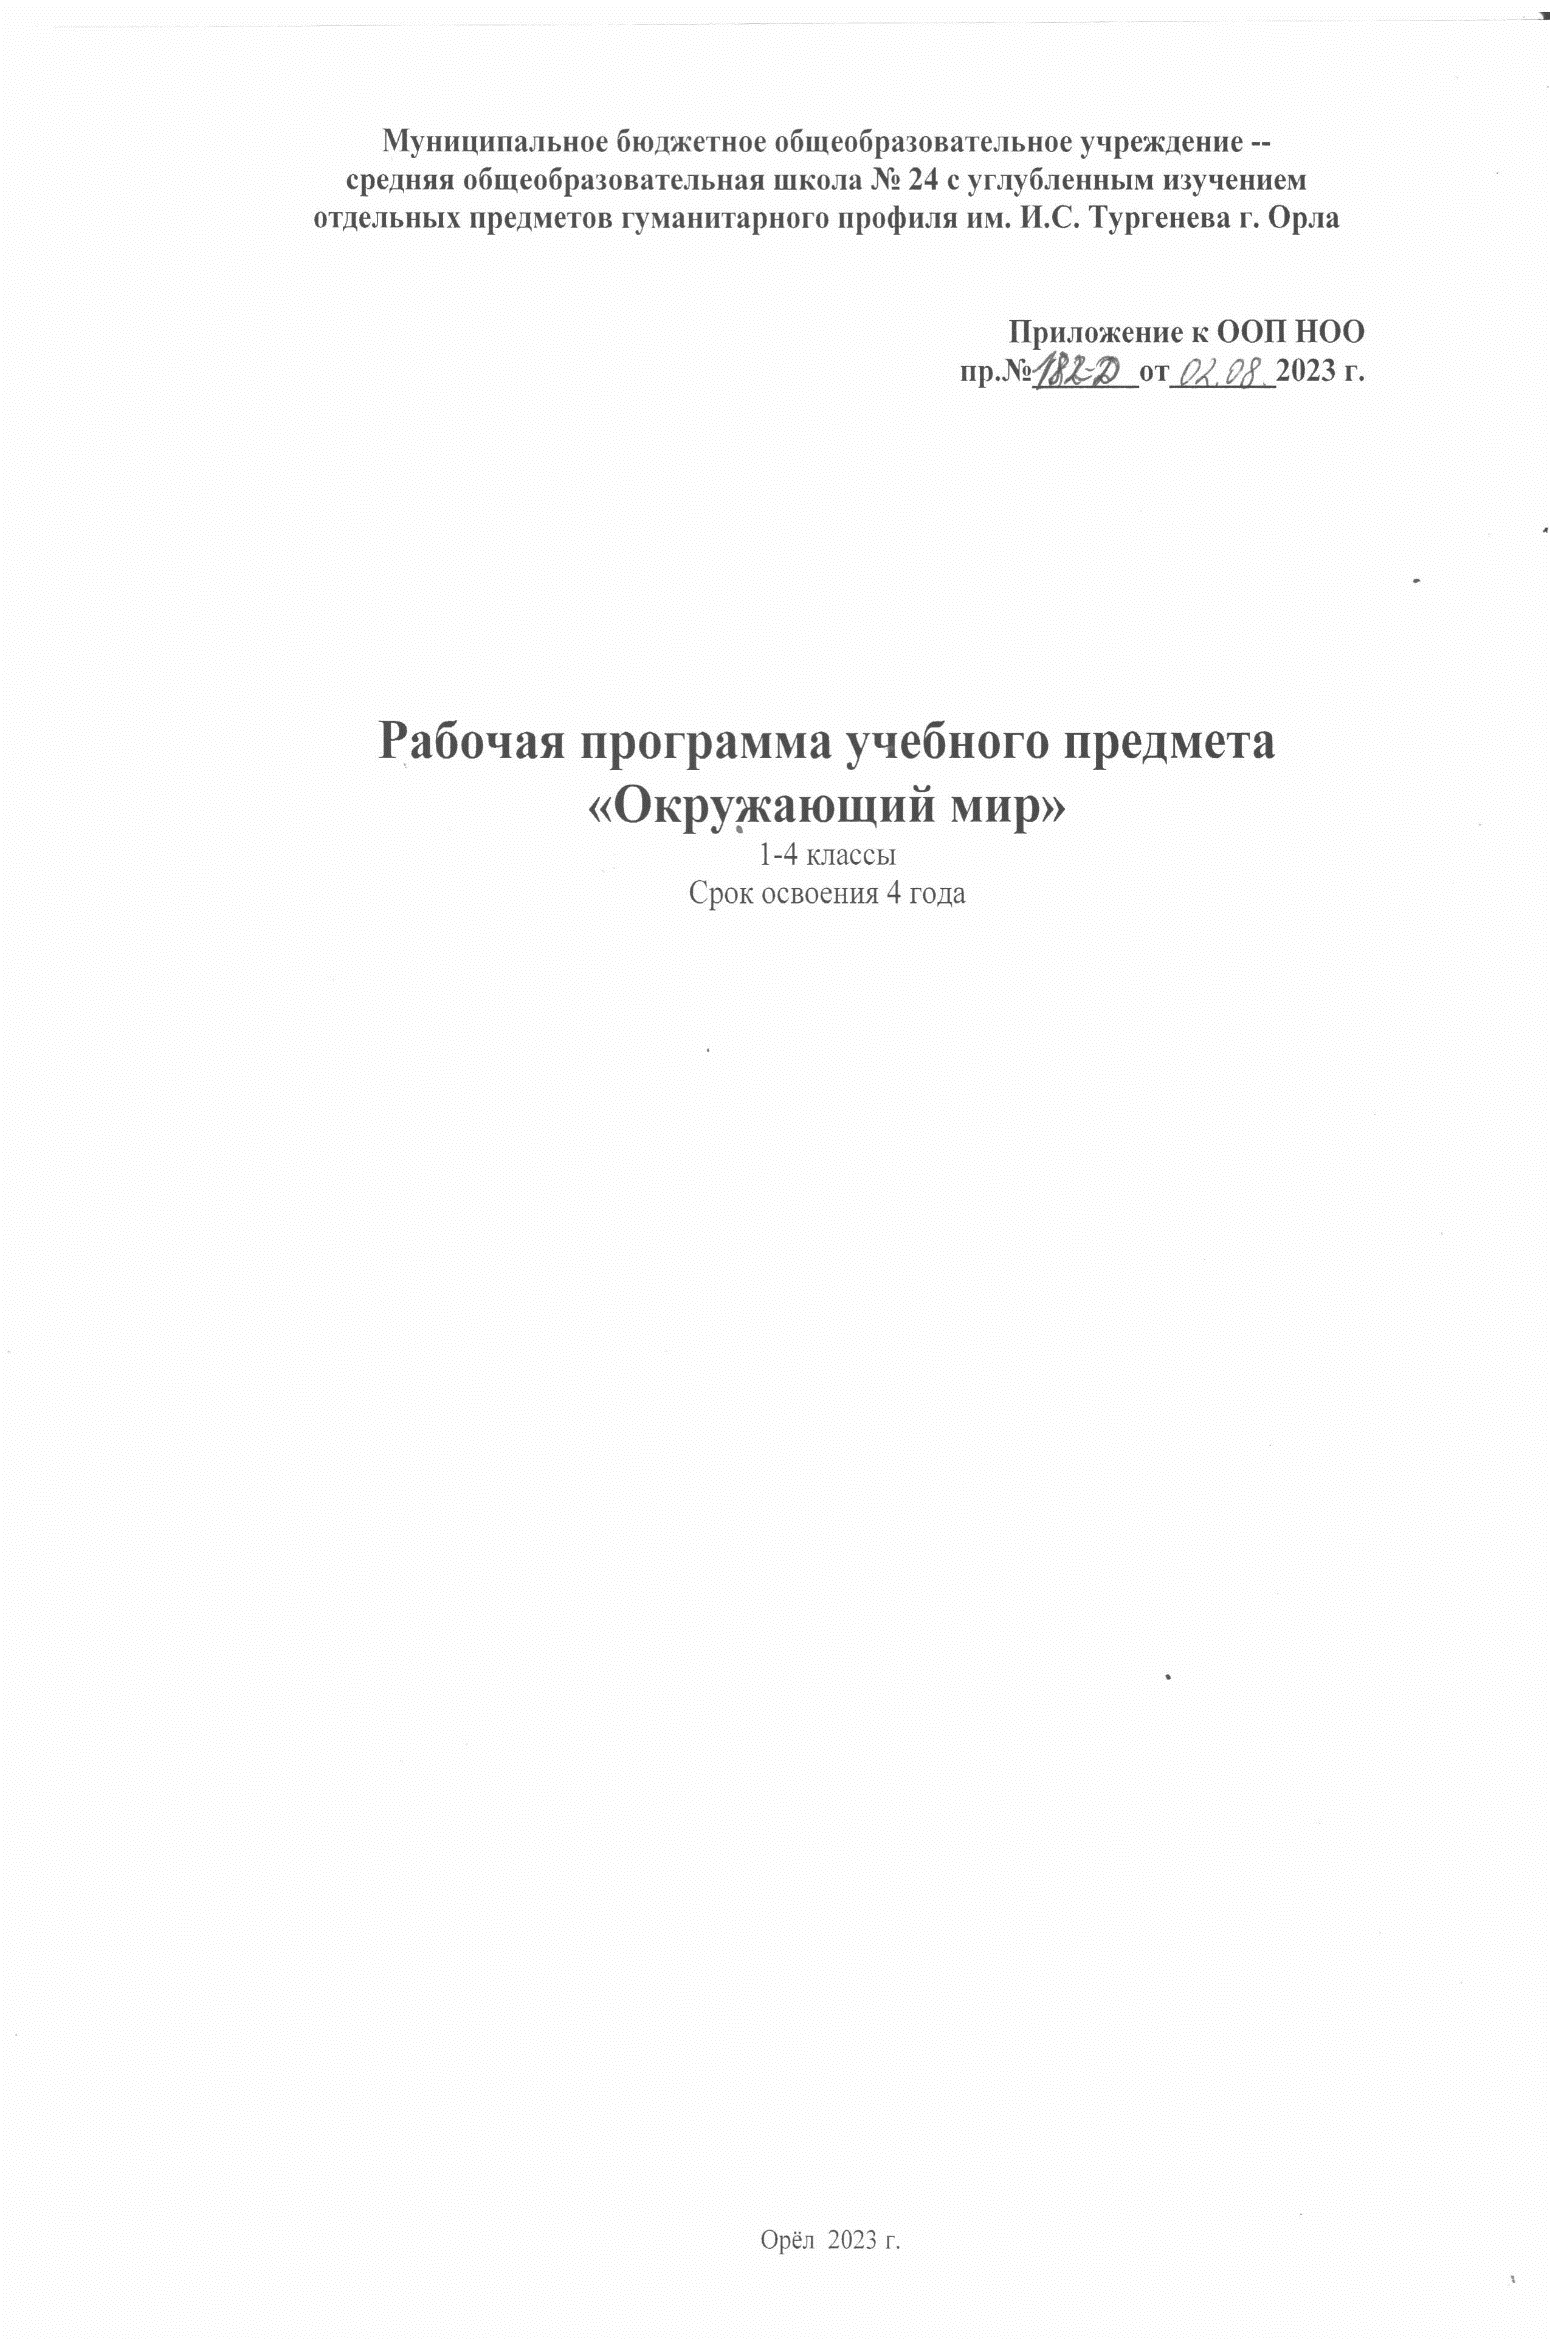 Муниципальное бюджетное общеобразовательное учреждение --
средняя общеобразовательная школа № 24 с углубленным изучением
отдельных предметов гуманитарного профиля им. И.С. Тургенева г. Орла
Приложение к ООП НОО
пр.№ 182-Д от 02.08. 2023 г.
Рабочая программа учебного предмета
«Окружающий мир»
1-4 классы
Срок освоения 4 года
Орёл 2023 г.